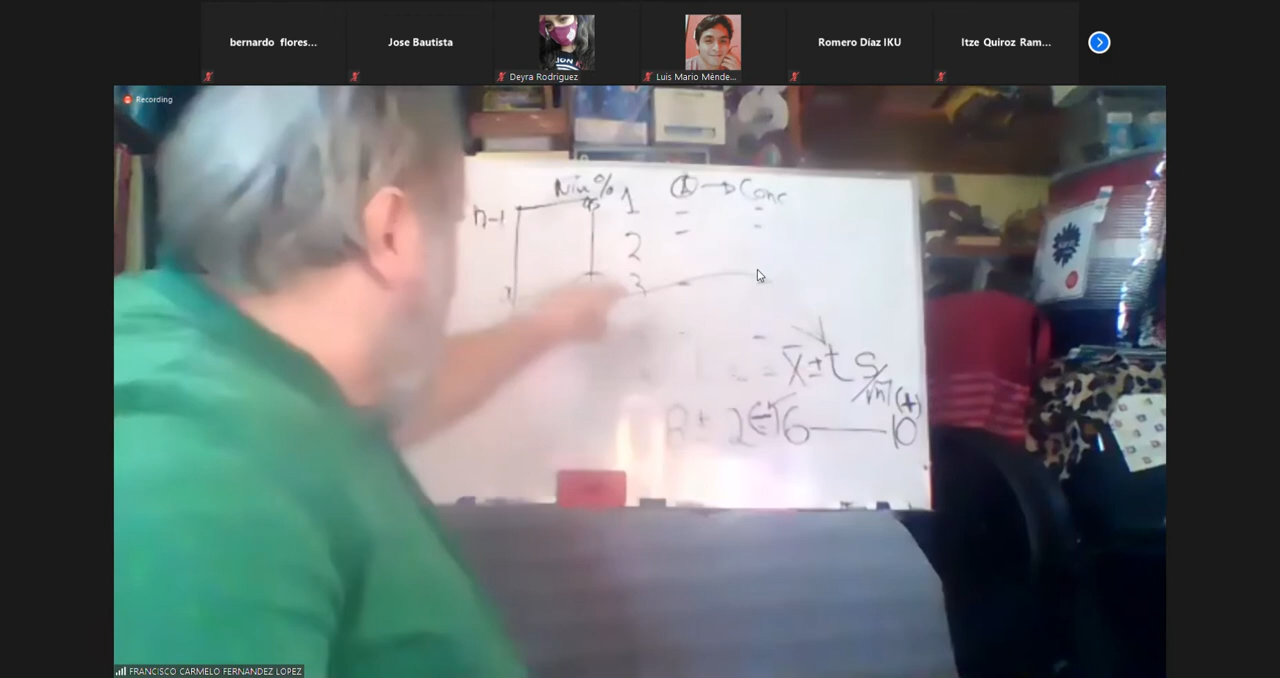 bernardo flores...
Jose Bautista
Deyra Rodriguez
Luis Mario Ménde...
Romero Díaz IKU
Itze Quiroz Ram...
Recording
Niv % 1 ① → Conc
n-1 95
2
3
= x̄ ± t s/√n
8 ± 2 (-) 6 — 10 (+)
FRANCISCO CARMELO FERNANDEZ LOPEZ